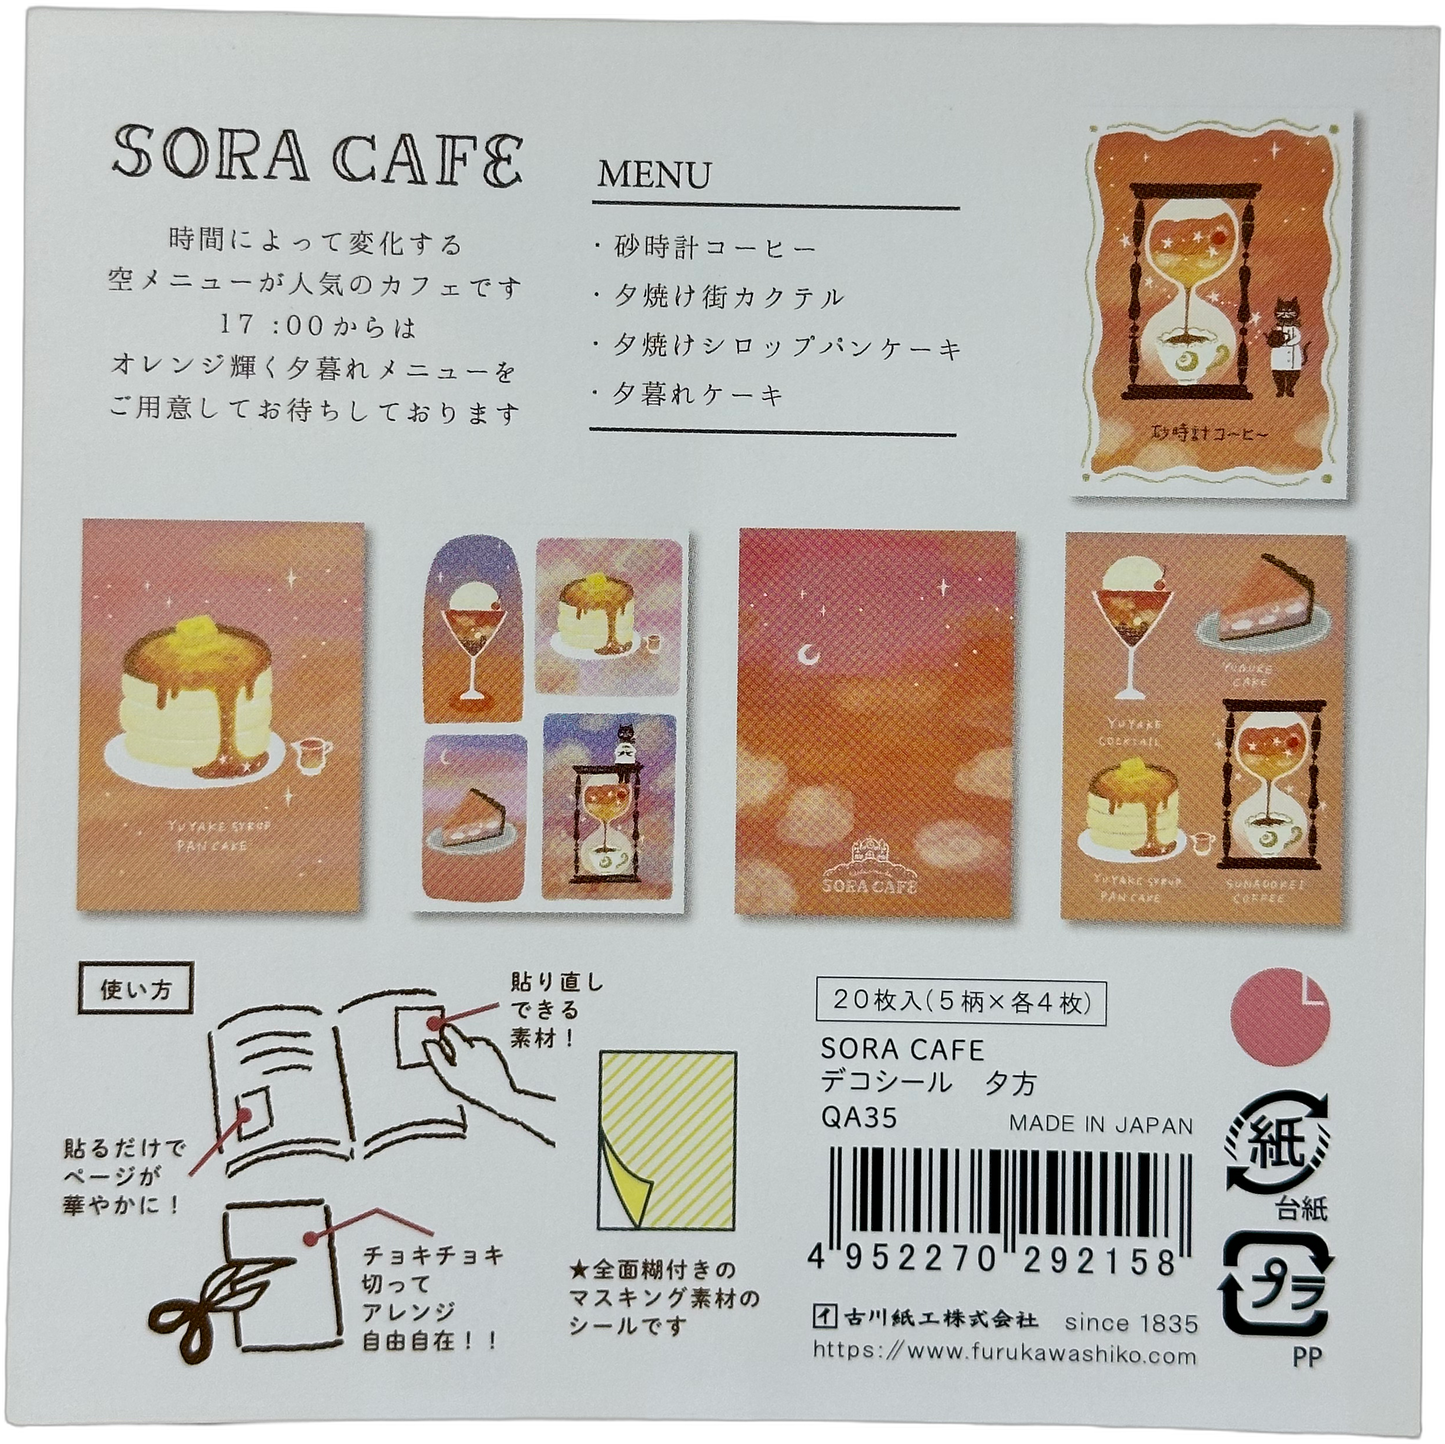 SORA CAFE
時間によって変化する
空メニューが人気のカフェです
17 :00からは
オレンジ輝く夕暮れメニューを
ご用意してお待ちしております
MENU
・砂時計コーヒー
・夕焼け街カクテル
・夕焼けシロップパンケーキ
・夕暮れケーキ
砂時計コーヒー
YUYAKE SYRUP
PANCAKE
SORA CAFE
YUGURE
CAKE
YUYAKE
COCKTAIL
YUYAKE SYRUP
PANCAKE
SUNADOKEI
COFFEE
使い方
貼り直し
できる
素材！
貼るだけで
ページが
華やかに！
チョキチョキ
切って
アレンジ
自由自在！！
★全面糊付きの
マスキング素材の
シールです
20枚入(5柄×各4枚)
SORA CAFE
デコシール　夕方
QA35 MADE IN JAPAN
4 952270 292158
イ 古川紙工株式会社 since 1835
https://www.furukawashiko.com
紙
台紙
プラ
PP